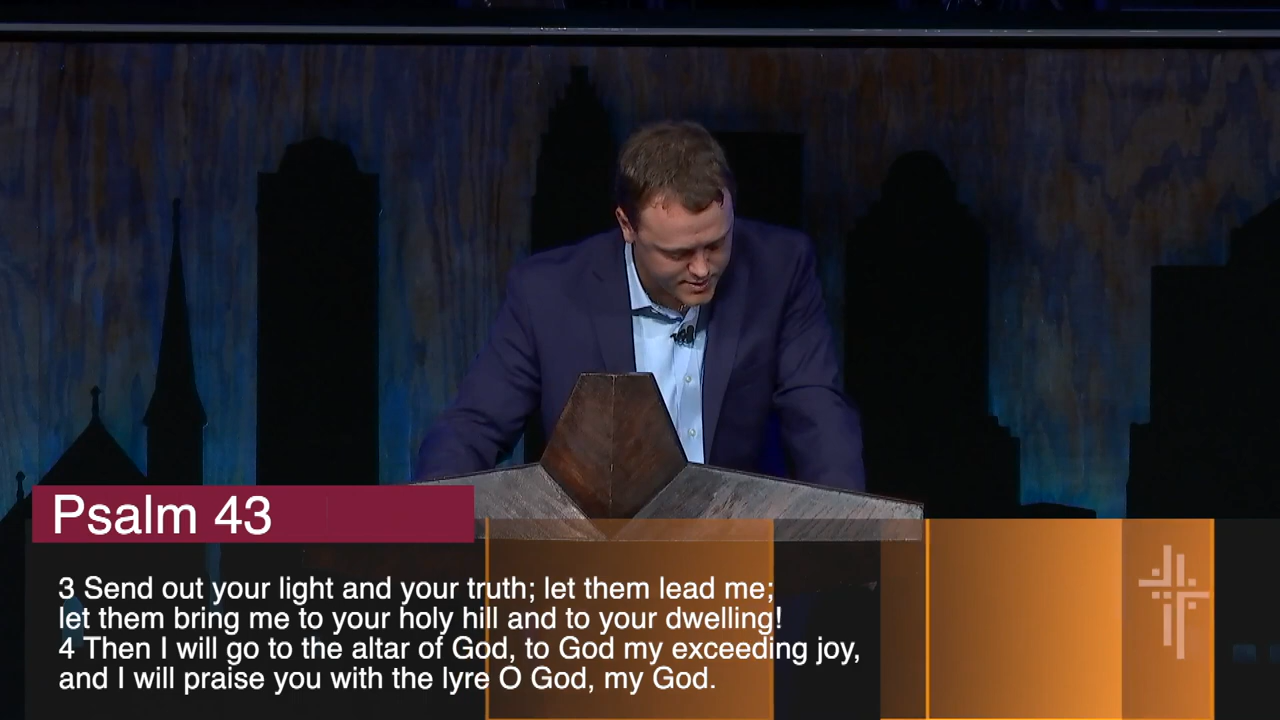 Psalm 43
3 Send out your light and your truth; let them lead me;
let them bring me to your holy hill and to your dwelling!
4 Then I will go to the altar of God, to God my exceeding joy,
and I will praise you with the lyre O God, my God.